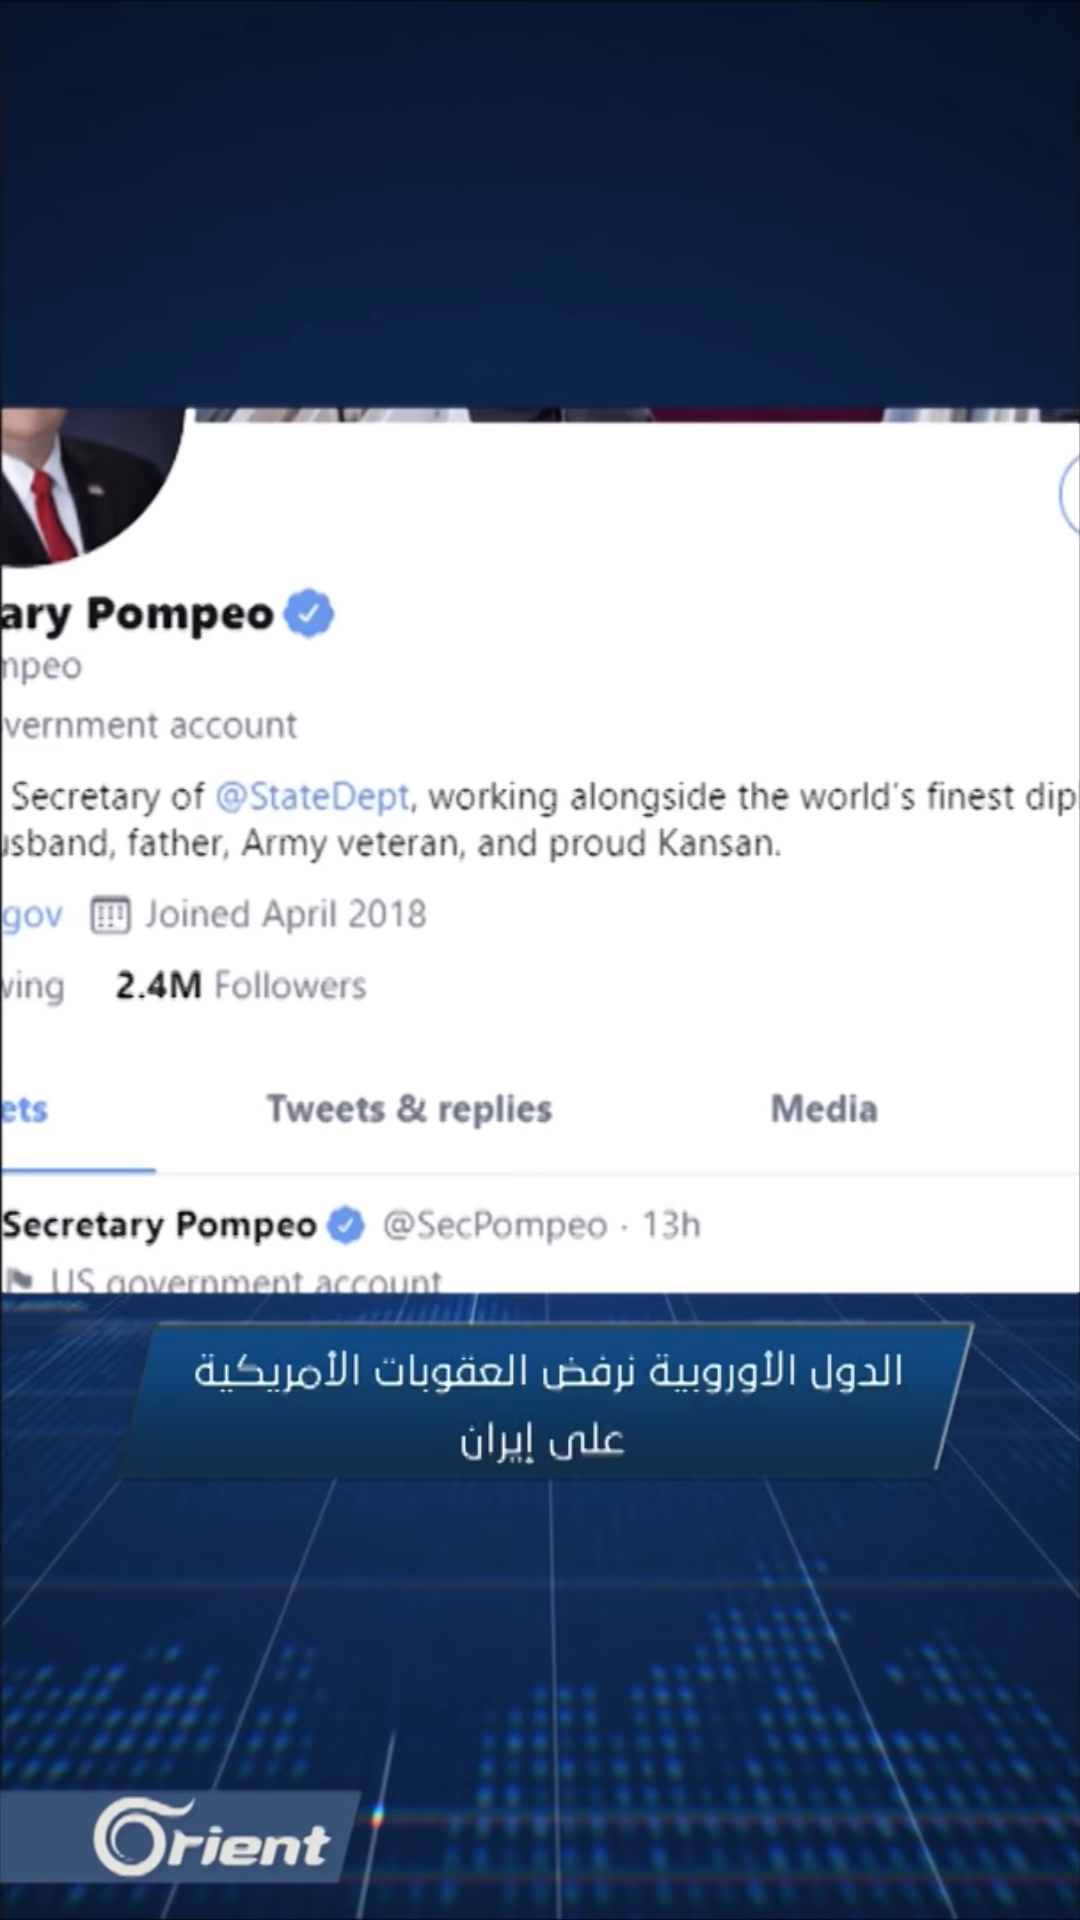 ary Pompeo
mpeo
vernment account
Secretary of @StateDept, working alongside the world's finest dip
usband, father, Army veteran, and proud Kansan.
gov Joined April 2018
wing 2.4M Followers
ets Tweets & replies Media
Secretary Pompeo @SecPompeo · 13h
US government account
الدول الأوروبية ترفض العقوبات الأمريكية
على إيران
Orient